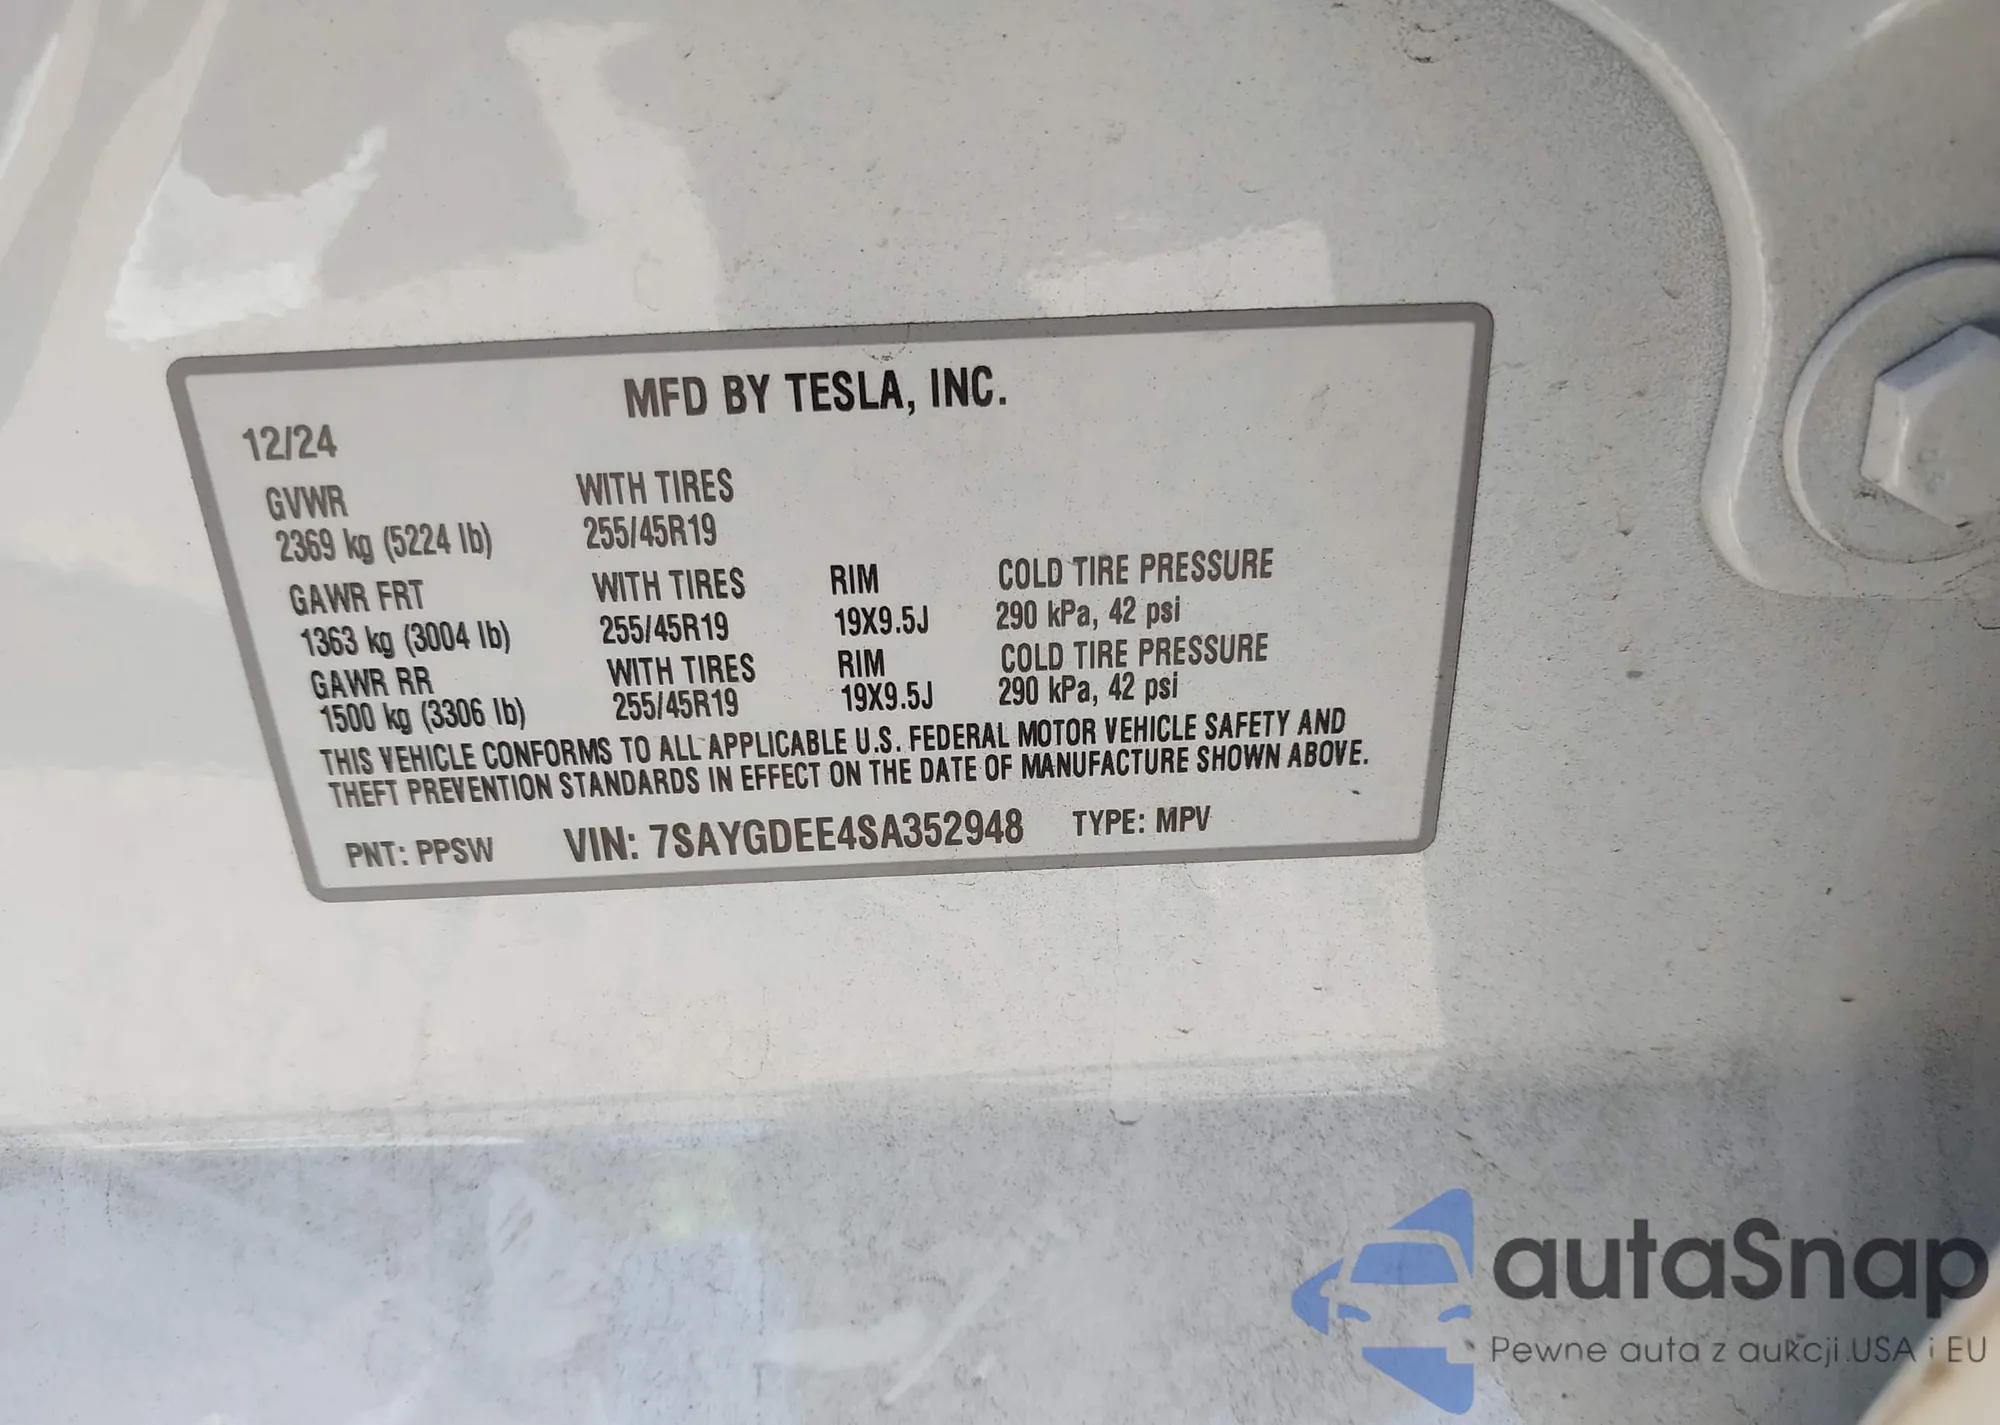 MFD BY TESLA, INC.
12/24
GVWR WITH TIRES
2369 kg (5224 lb) 255/45R19
GAWR FRT WITH TIRES RIM COLD TIRE PRESSURE
1363 kg (3004 lb) 255/45R19 19X9.5J 290 kPa, 42 psi
GAWR RR WITH TIRES RIM COLD TIRE PRESSURE
1500 kg (3306 lb) 255/45R19 19X9.5J 290 kPa, 42 psi
THIS VEHICLE CONFORMS TO ALL APPLICABLE U.S. FEDERAL MOTOR VEHICLE SAFETY AND
THEFT PREVENTION STANDARDS IN EFFECT ON THE DATE OF MANUFACTURE SHOWN ABOVE.
PNT: PPSW VIN: 7SAYGDEE4SA352948 TYPE: MPV
autaSnap
Pewne auta z aukcji USA i EU